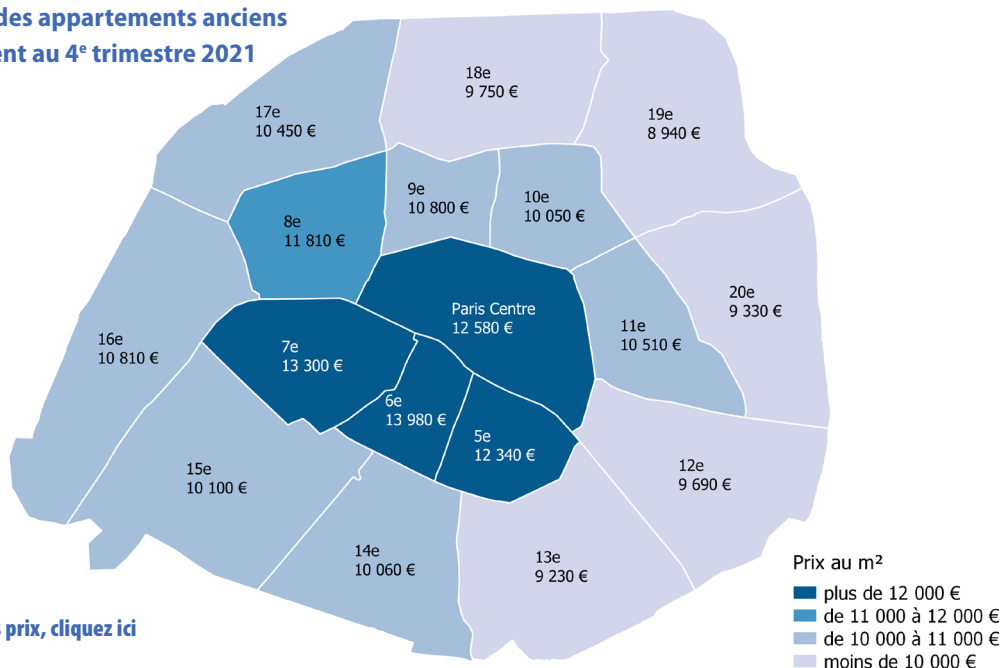 des appartements anciens
ent au 4e trimestre 2021
18e
9 750 €
17e
10 450 €
19e
8 940 €
9e
10 800 €
10e
10 050 €
8e
11 810 €
20e
9 330 €
Paris Centre
12 580 €
11e
10 510 €
16e
10 810 €
7e
13 300 €
6e
13 980 €
5e
12 340 €
15e
10 100 €
12e
9 690 €
14e
10 060 €
13e
9 230 €
Prix au m²
plus de 12 000 €
de 11 000 à 12 000 €
de 10 000 à 11 000 €
moins de 10 000 €
s prix, cliquez ici